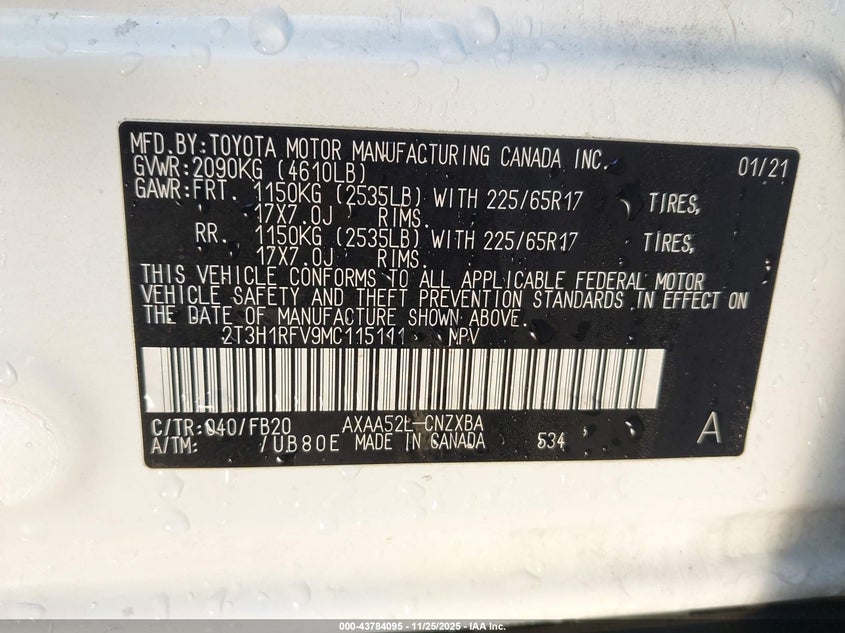 MFD.BY:TOYOTA MOTOR MANUFACTURING CANADA INC. 01/21
GVWR:2090KG (4610LB)
GAWR:FRT. 1150KG (2535LB) WITH 225/65R17 TIRES,
17X7.0J RIMS.
RR. 1150KG (2535LB) WITH 225/65R17 TIRES,
17X7.0J RIMS.
THIS VEHICLE CONFORMS TO ALL APPLICABLE FEDERAL MOTOR
VEHICLE SAFETY AND THEFT PREVENTION STANDARDS IN EFFECT ON
THE DATE OF MANUFACTURE SHOWN ABOVE.
2T3H1RFV9MC115141 MPV
C/TR:040/FB20 AXAA52L-CNZXBA A
A/TM: /UB80E MADE IN CANADA 534
000-43784095 - 11/25/2025 - IAA Inc.